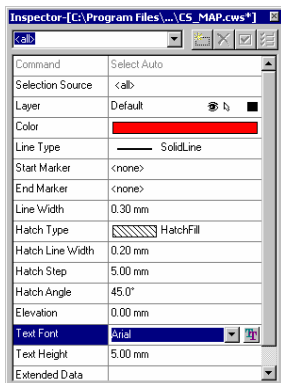 Inspector-[C:\Program Files\...\CS_MAP.cws*]
<all>
Command Select Auto
Selection Source <all>
Layer Default
Color
Line Type SolidLine
Start Marker <none>
End Marker <none>
Line Width 0.30 mm
Hatch Type HatchFill
Hatch Line Width 0.20 mm
Hatch Step 5.00 mm
Hatch Angle 45.0°
Elevation 0.00 mm
Text Font Arial
Text Height 5.00 mm
Extended Data